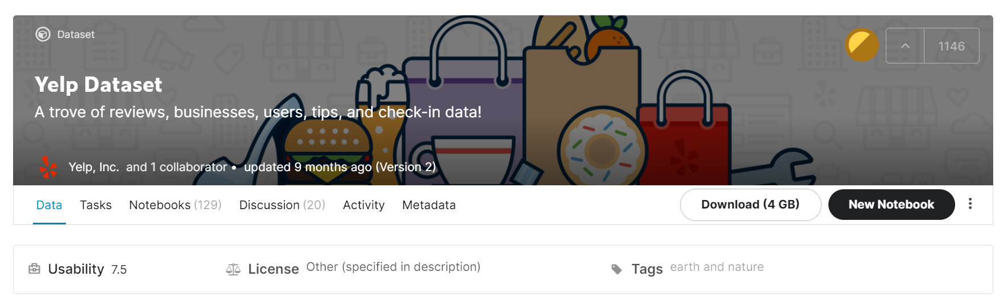 Dataset
1146
Yelp Dataset
A trove of reviews, businesses, users, tips, and check-in data!
Yelp, Inc. and 1 collaborator • updated 9 months ago (Version 2)
Data Tasks Notebooks (129) Discussion (20) Activity Metadata Download (4 GB) New Notebook
Usability 7.5 License Other (specified in description) Tags earth and nature